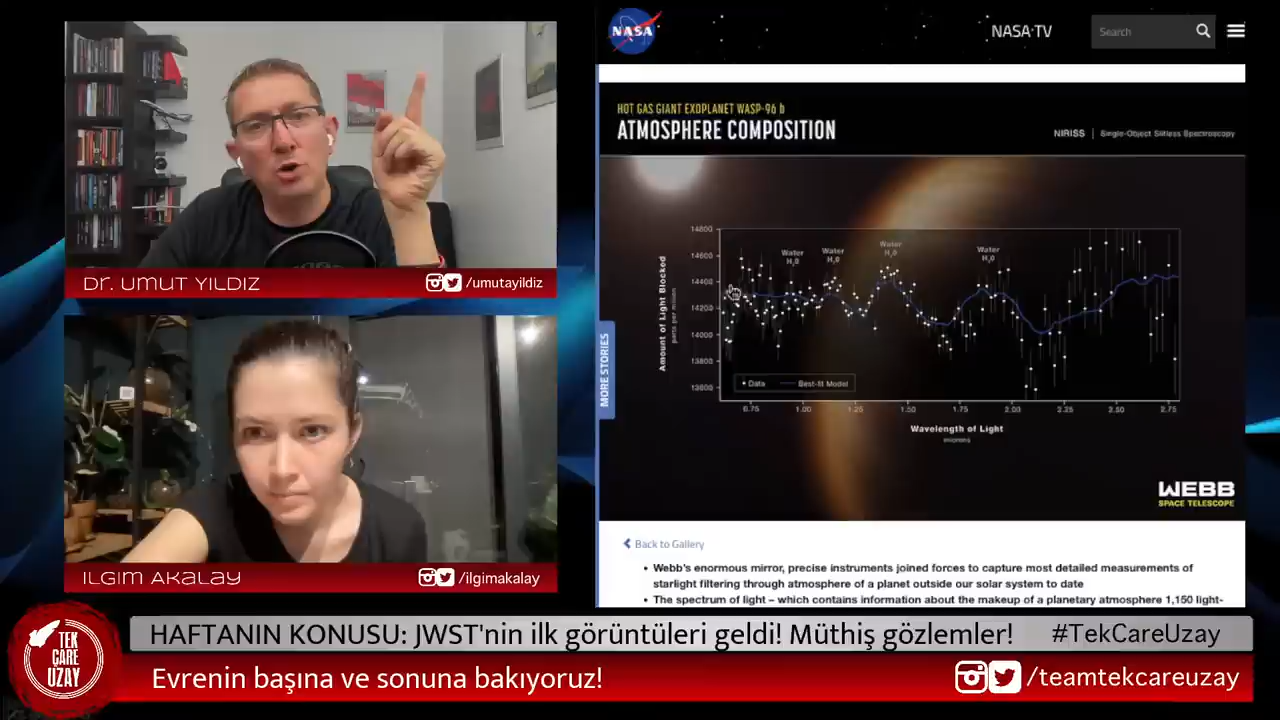 DR. UMUT YILDIZ
/umutayildiz
ILGIM AKALAY
/ilgimakalay
NASA
NASA TV
Search
HOT GAS GIANT EXOPLANET WASP-96 b
ATMOSPHERE COMPOSITION
NIRISS | Single-Object Slitless Spectroscopy
14800
14600
14400
14200
14000
13800
13600
Amount of Light Blocked
parts per million
Water
H₂O
Water
H₂O
Water
H₂O
Water
H₂O
Data
Best-fit Model
0.75 1.00 1.25 1.50 1.75 2.00 2.25 2.50 2.75
Wavelength of Light
microns
WEBB
SPACE TELESCOPE
MORE STORIES
Back to Gallery
• Webb's enormous mirror, precise instruments joined forces to capture most detailed measurements of
starlight filtering through atmosphere of a planet outside our solar system to date
• The spectrum of light – which contains information about the makeup of a planetary atmosphere 1,150 light-
TEK
ÇARE
UZAY
HAFTANIN KONUSU: JWST'nin ilk görüntüleri geldi! Müthiş gözlemler! #TekCareUzay
Evrenin başına ve sonuna bakıyoruz! /teamtekcareuzay